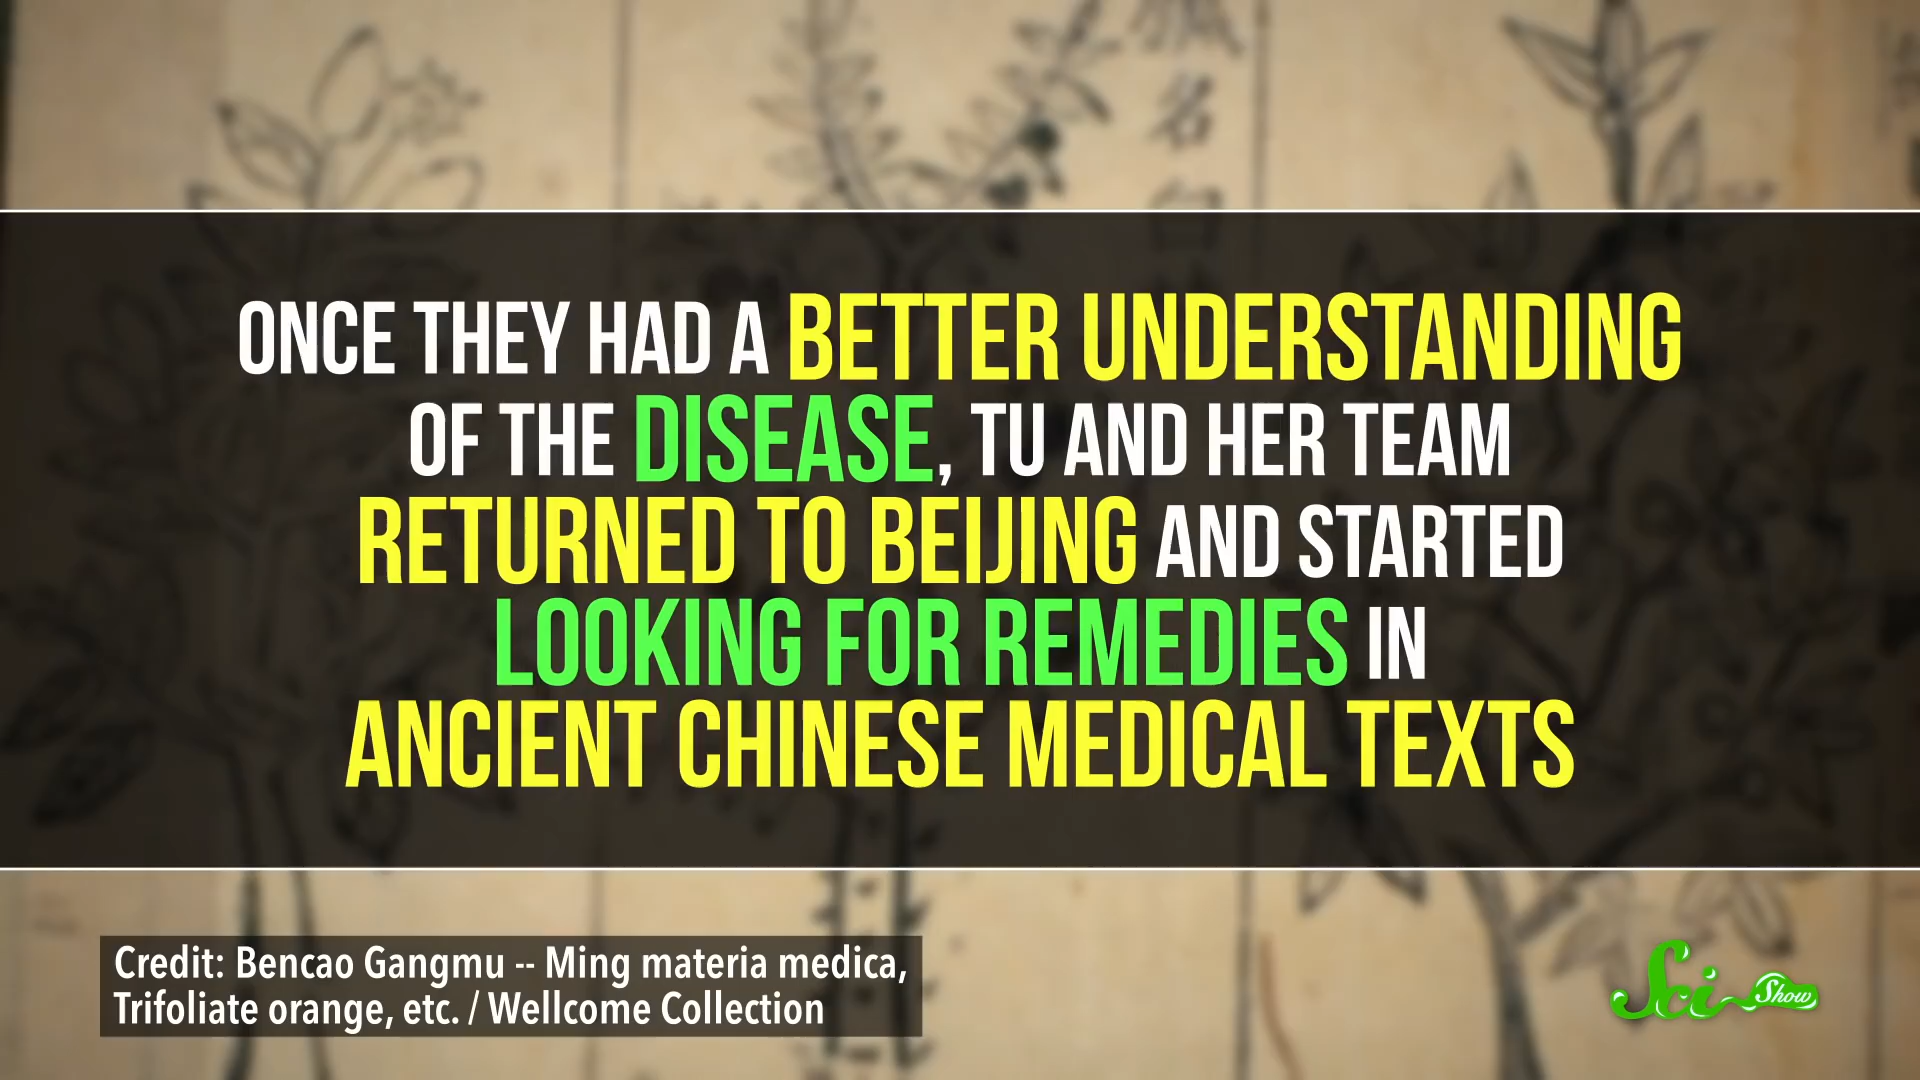 ONCE THEY HAD A BETTER UNDERSTANDING
OF THE DISEASE, TU AND HER TEAM
RETURNED TO BEIJING AND STARTED
LOOKING FOR REMEDIES IN
ANCIENT CHINESE MEDICAL TEXTS
Credit: Bencao Gangmu -- Ming materia medica,
Trifoliate orange, etc. / Wellcome Collection
Sci Show
名